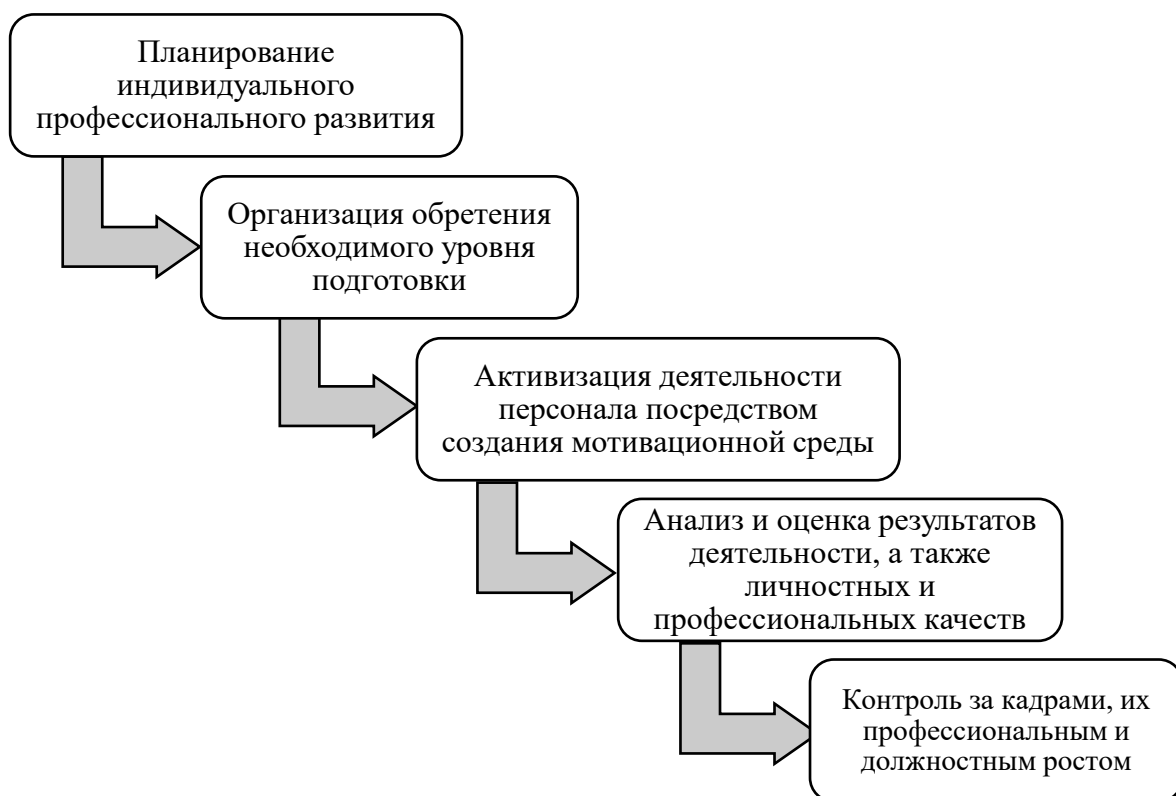 Планирование
индивидуального
профессионального развития
Организация обретения
необходимого уровня
подготовки
Активизация деятельности
персонала посредством
создания мотивационной среды
Анализ и оценка результатов
деятельности, а также
личностных и
профессиональных качеств
Контроль за кадрами, их
профессиональным и
должностным ростом